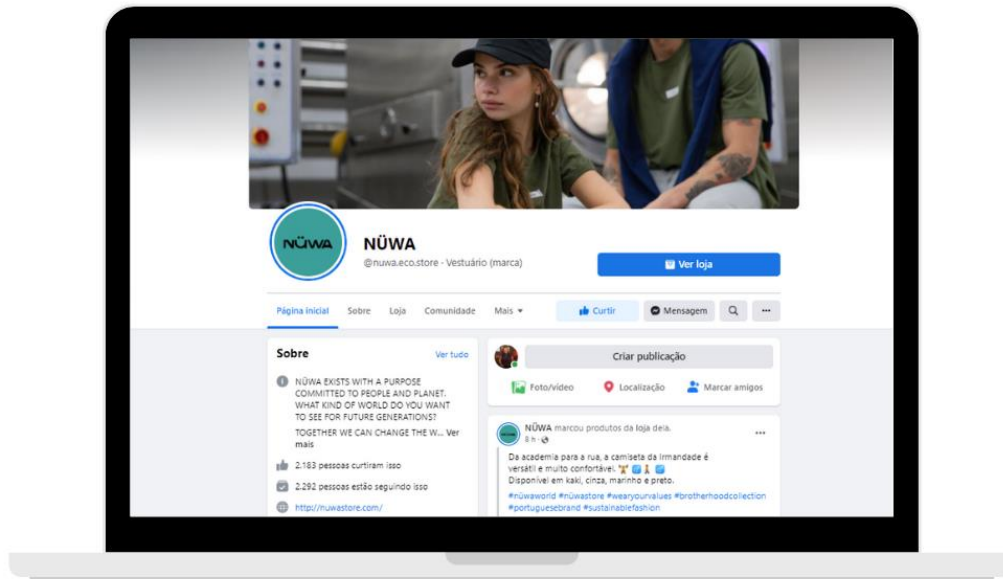 NÜWA
NÜWA
@nuwa.eco.store · Vestuário (marca)
Ver loja
Página inicial
Sobre
Loja
Comunidade
Mais
Curtir
Mensagem
Sobre
Ver tudo
NÜWA EXISTS WITH A PURPOSE
COMMITTED TO PEOPLE AND PLANET.
WHAT KIND OF WORLD DO YOU WANT
TO SEE FOR FUTURE GENERATIONS?
TOGETHER WE CAN CHANGE THE W... Ver
mais
2.183 pessoas curtiram isso
2.292 pessoas estão seguindo isso
http://nuwastore.com/
Criar publicação
Foto/vídeo
Localização
Marcar amigos
NÜWA marcou produtos da loja dela.
8 h ·
Da academia para a rua, a camiseta da Irmandade é
versátil e muito confortável.
Disponível em kaki, cinza, marinho e preto.
#nüwaworld #nüwastore #wearyourvalues #brotherhoodcollection
#portuguesebrand #sustainablefashion